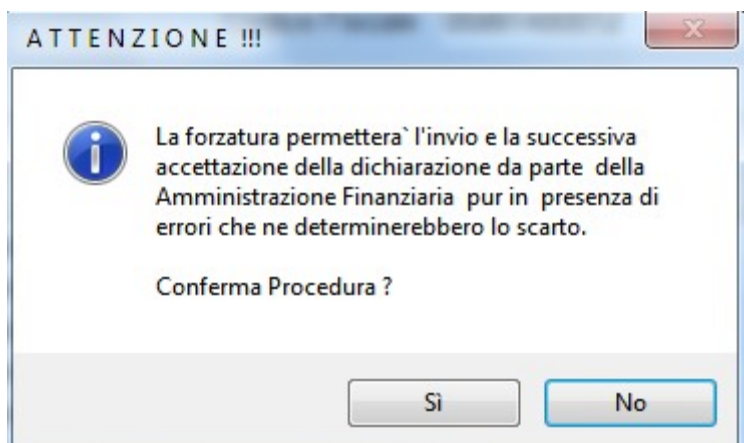 ATTENZIONE !!!
La forzatura permettera` l'invio e la successiva
accettazione della dichiarazione da parte della
Amministrazione Finanziaria pur in presenza di
errori che ne determinerebbero lo scarto.
Conferma Procedura ?
Sì
No